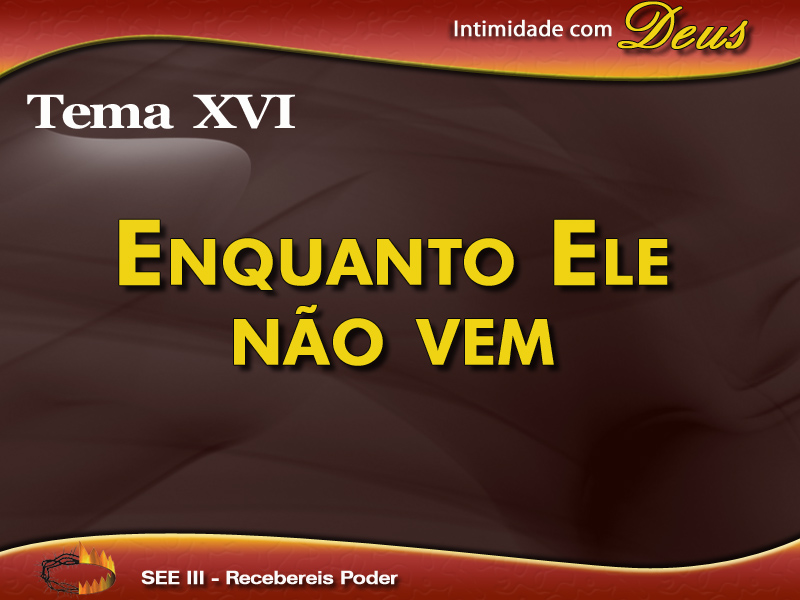 Intimidade com Deus
Tema XVI
Enquanto Ele
não vem
SEE III - Recebereis Poder